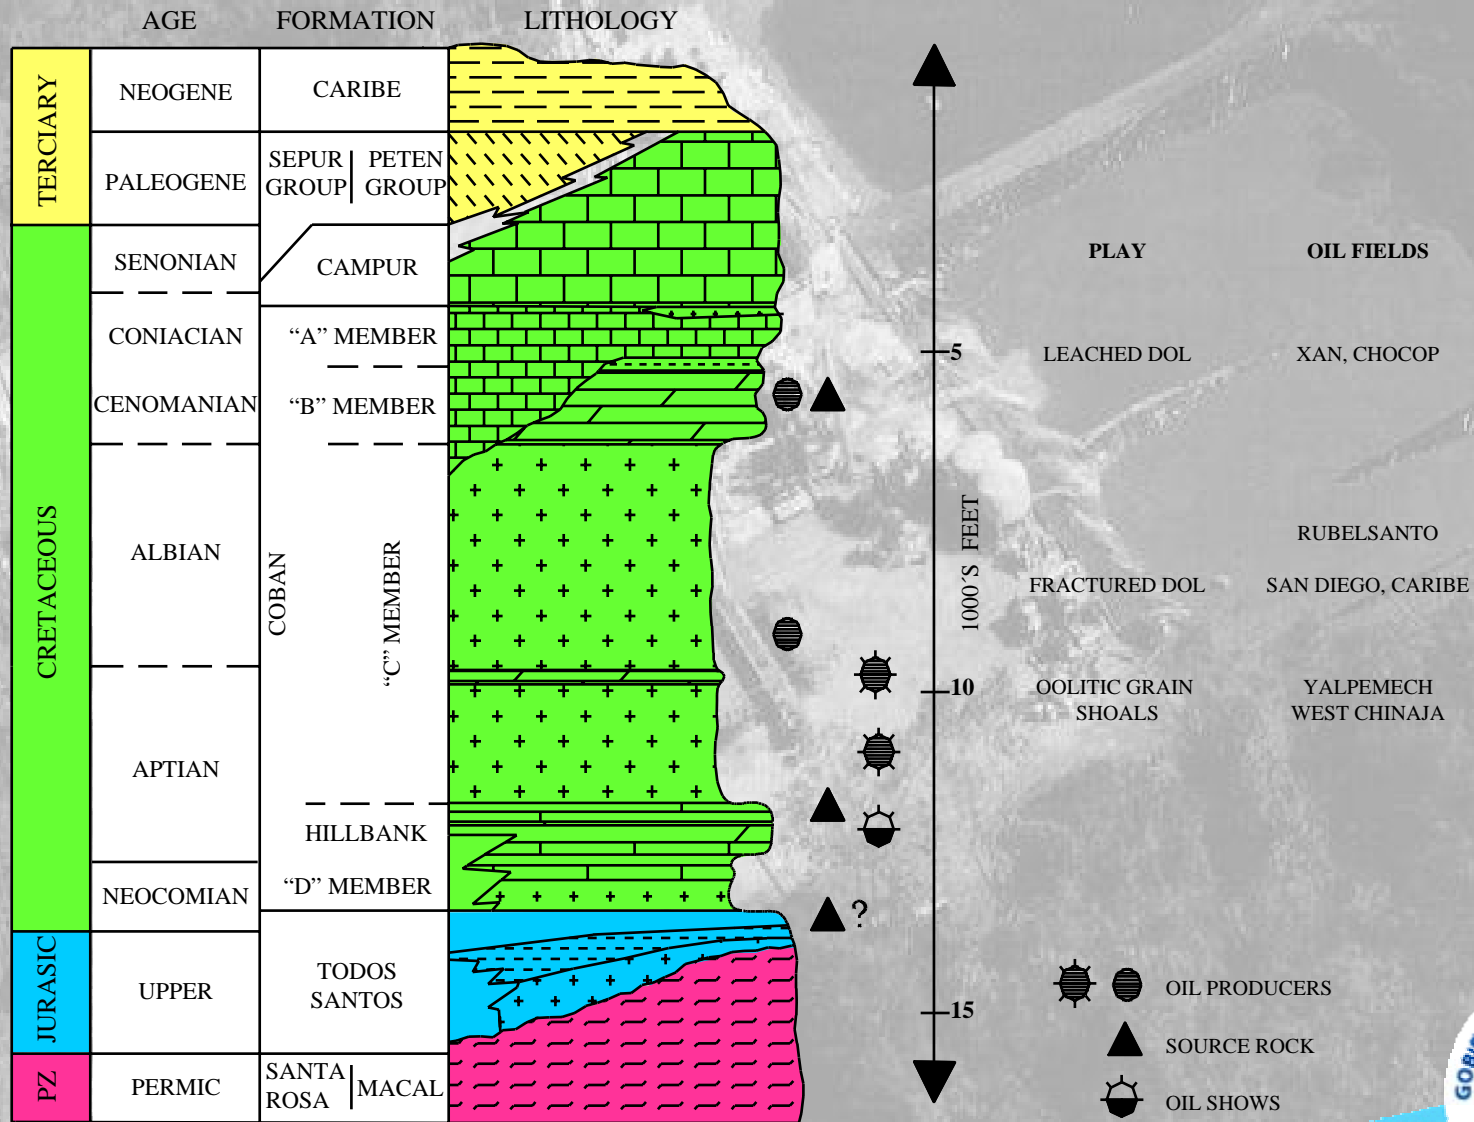 AGE FORMATION LITHOLOGY
TERCIARY
NEOGENE
CARIBE
PALEOGENE
SEPUR
GROUP
PETEN
GROUP
CRETACEOUS
SENONIAN
CAMPUR
CONIACIAN
“A” MEMBER
CENOMANIAN
“B” MEMBER
ALBIAN
COBAN
“C” MEMBER
APTIAN
HILLBANK
NEOCOMIAN
“D” MEMBER
JURASIC
UPPER
TODOS
SANTOS
PZ
PERMIC
SANTA
ROSA
MACAL
?
5
10
15
1000´S FEET
PLAY OIL FIELDS
LEACHED DOL XAN, CHOCOP
RUBELSANTO
FRACTURED DOL SAN DIEGO, CARIBE
OOLITIC GRAIN
SHOALS
YALPEMECH
WEST CHINAJA
OIL PRODUCERS
SOURCE ROCK
OIL SHOWS